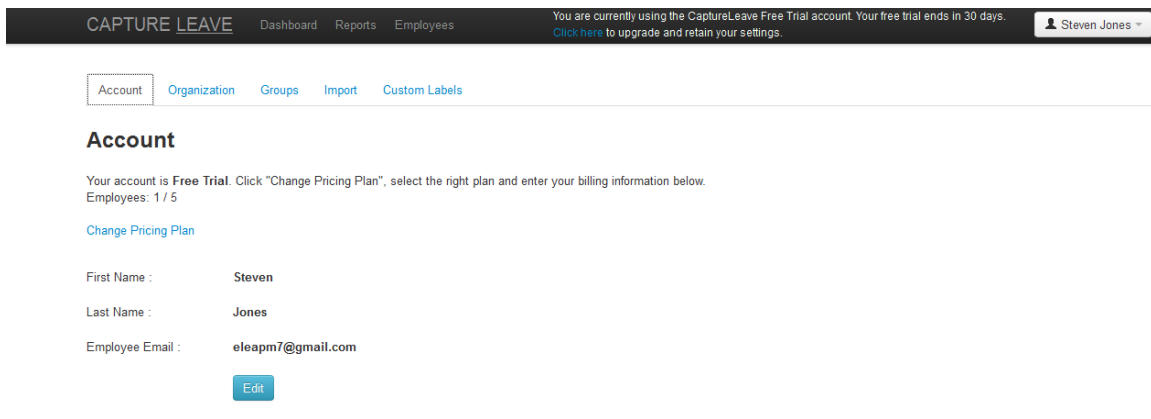 CAPTURE LEAVE Dashboard Reports Employees
You are currently using the CaptureLeave Free Trial account. Your free trial ends in 30 days.
Click here to upgrade and retain your settings.
Steven Jones
Account Organization Groups Import Custom Labels
Account
Your account is Free Trial. Click "Change Pricing Plan", select the right plan and enter your billing information below.
Employees: 1 / 5
Change Pricing Plan
First Name : Steven
Last Name : Jones
Employee Email : eleapm7@gmail.com
Edit